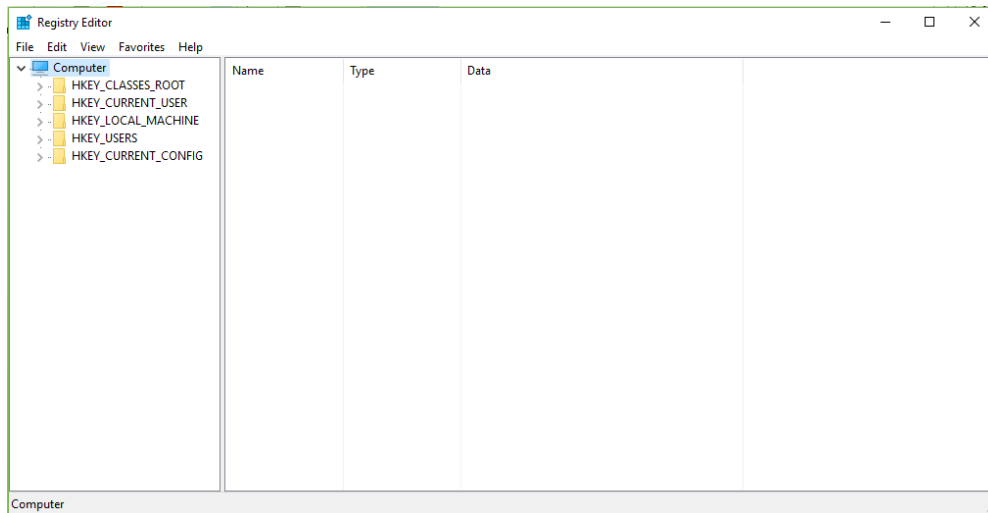 Registry Editor
File Edit View Favorites Help
Computer
HKEY_CLASSES_ROOT
HKEY_CURRENT_USER
HKEY_LOCAL_MACHINE
HKEY_USERS
HKEY_CURRENT_CONFIG
Name Type Data
Computer